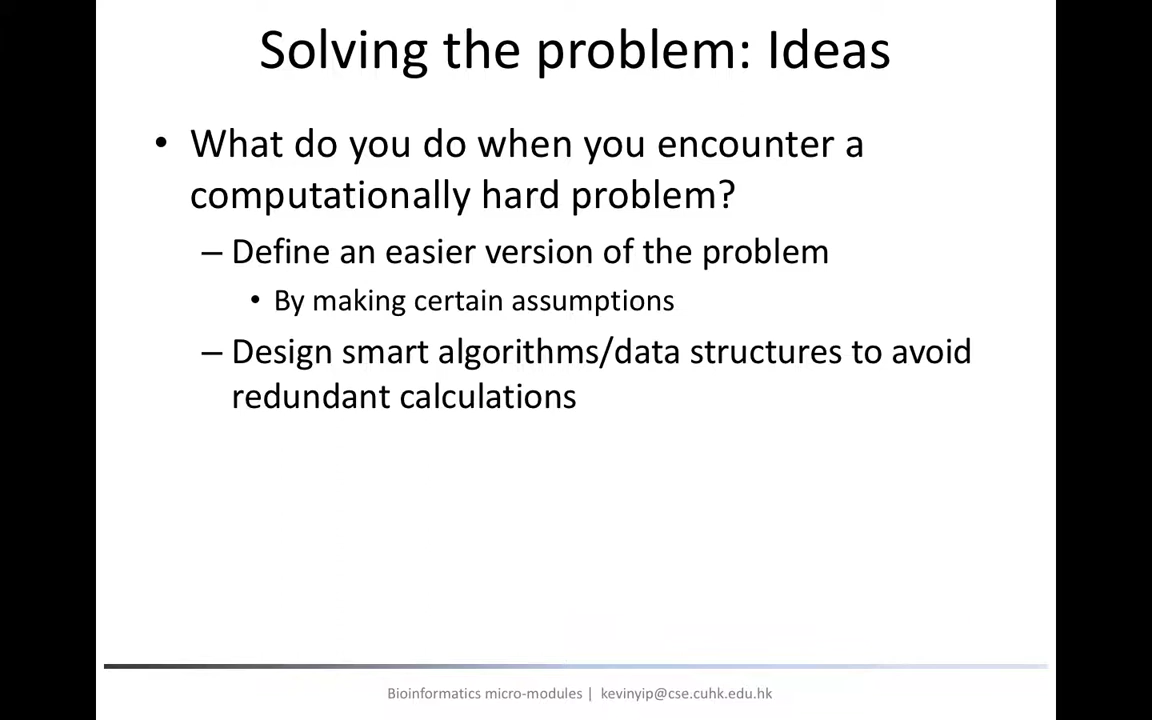 Solving the problem: Ideas
• What do you do when you encounter a
computationally hard problem?
– Define an easier version of the problem
• By making certain assumptions
– Design smart algorithms/data structures to avoid
redundant calculations
Bioinformatics micro-modules | kevinyip@cse.cuhk.edu.hk